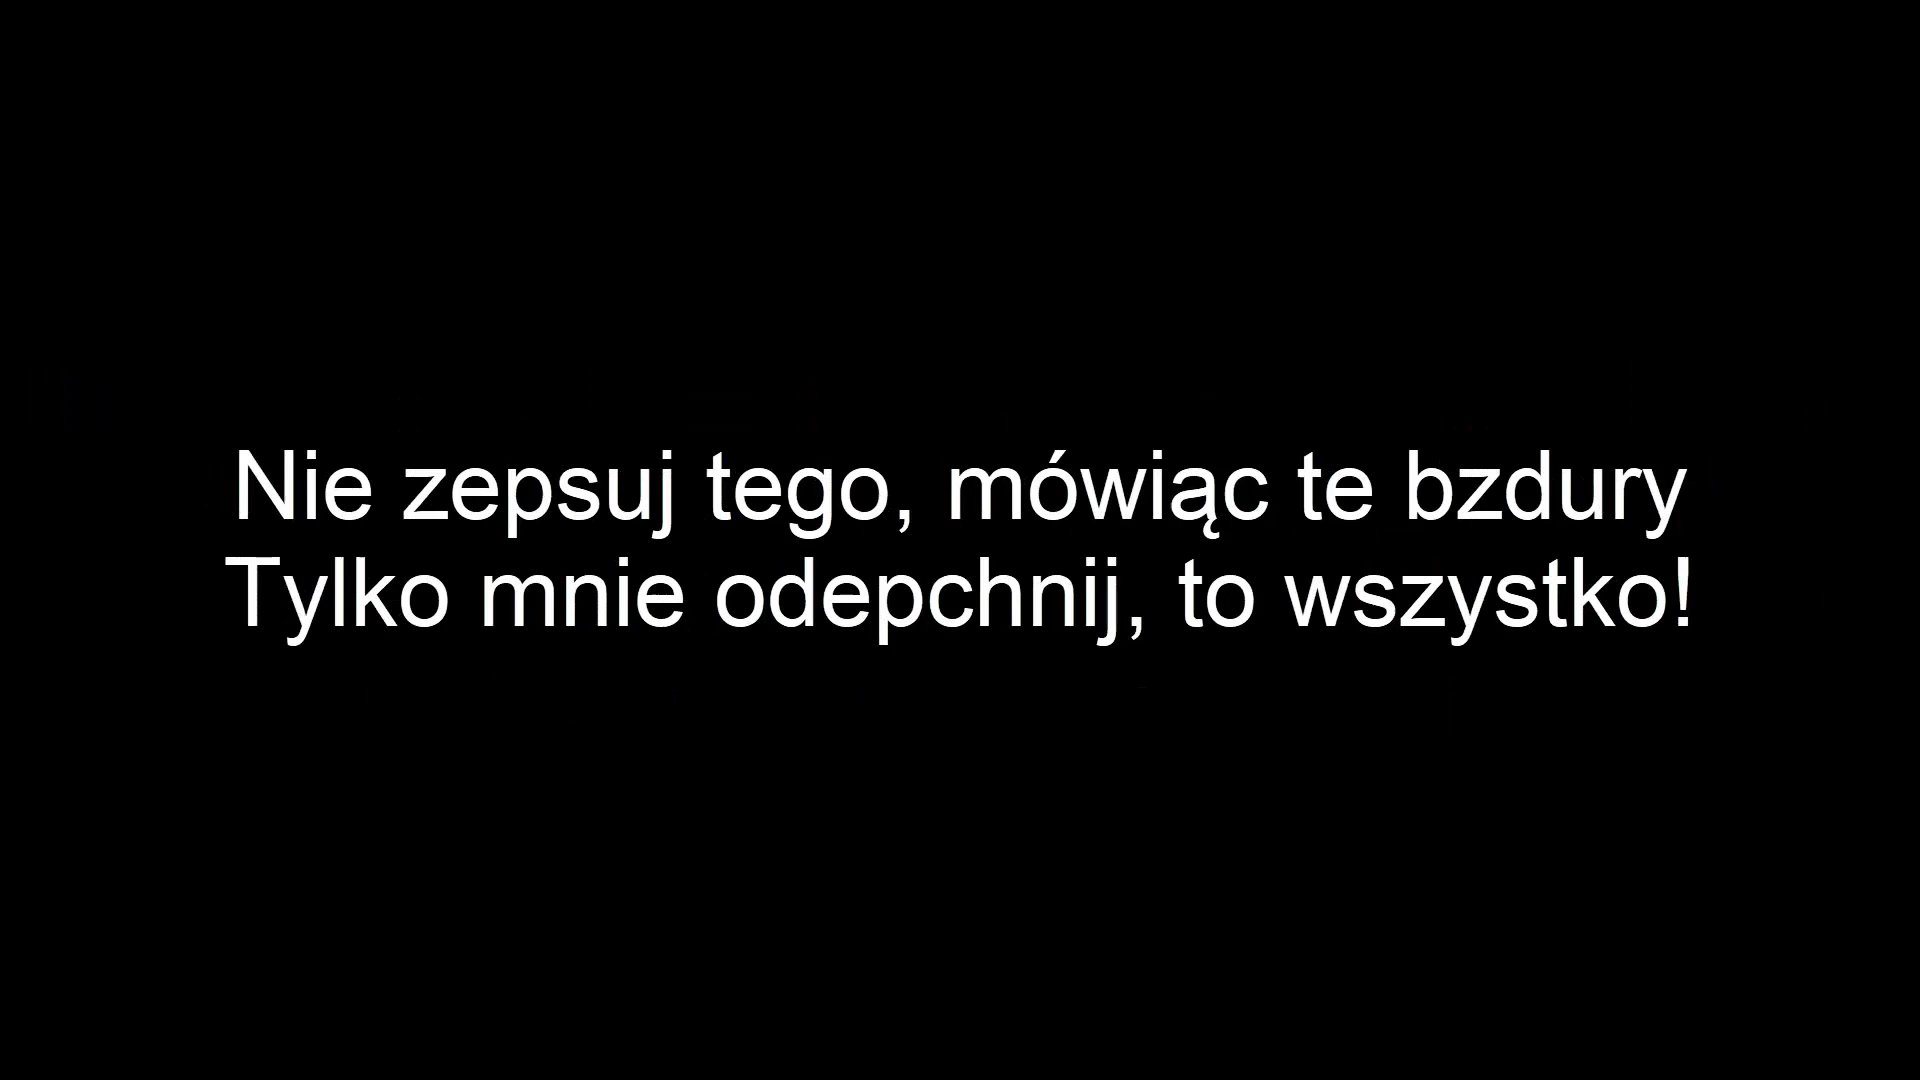 Nie zepsuj tego, mówiąc te bzdury
Tylko mnie odepchnij, to wszystko!